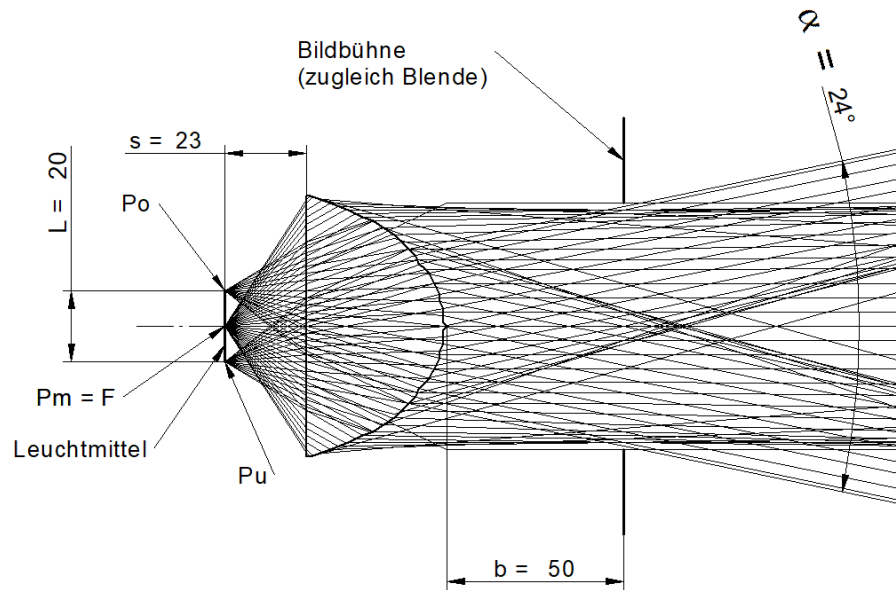 Bildbühne
(zugleich Blende)
α = 24°
s = 23
L = 20
Po
Pm = F
Leuchtmittel
Pu
b = 50